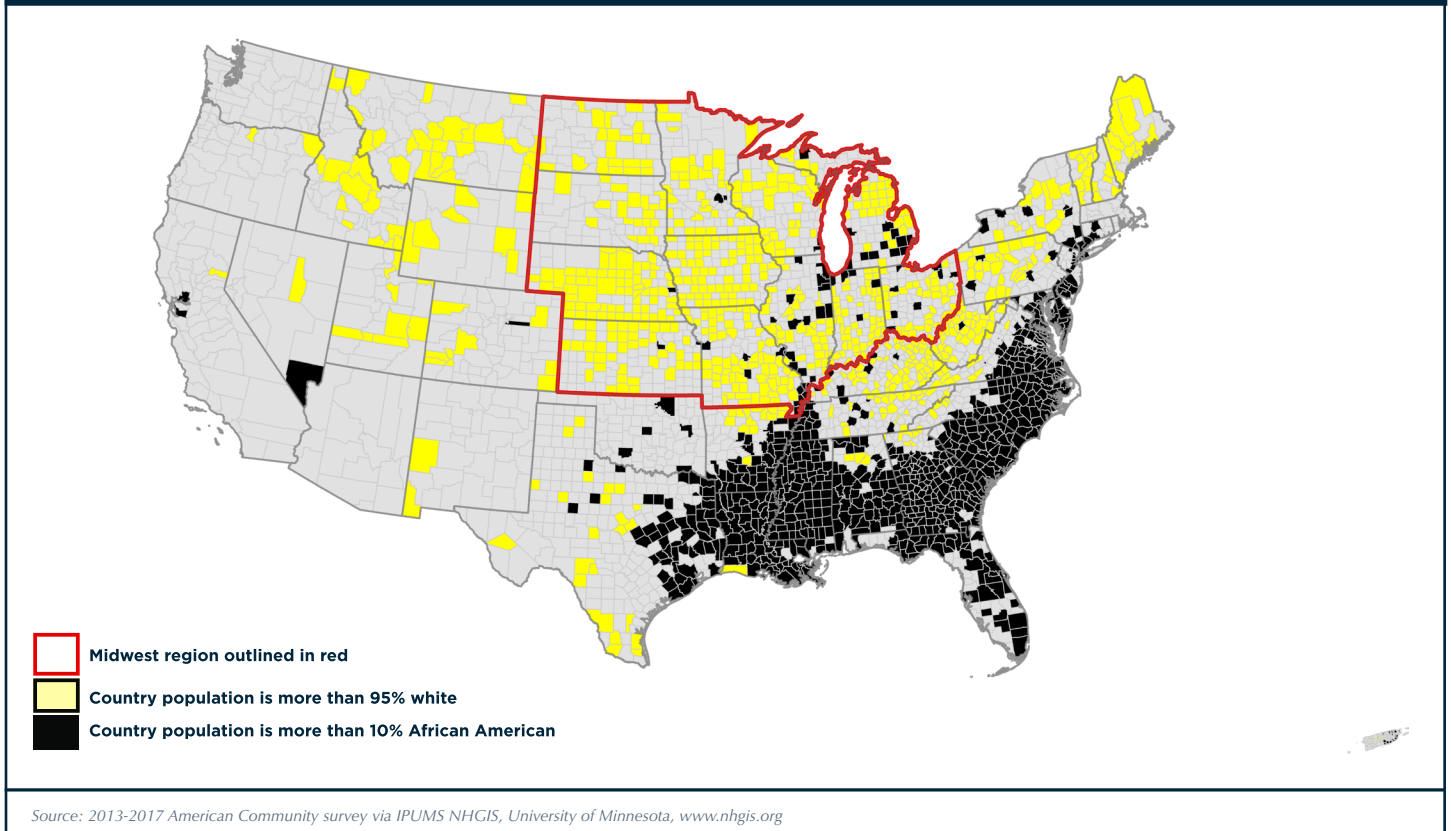 Midwest region outlined in red
Country population is more than 95% white
Country population is more than 10% African American
Source: 2013-2017 American Community survey via IPUMS NHGIS, University of Minnesota, www.nhgis.org